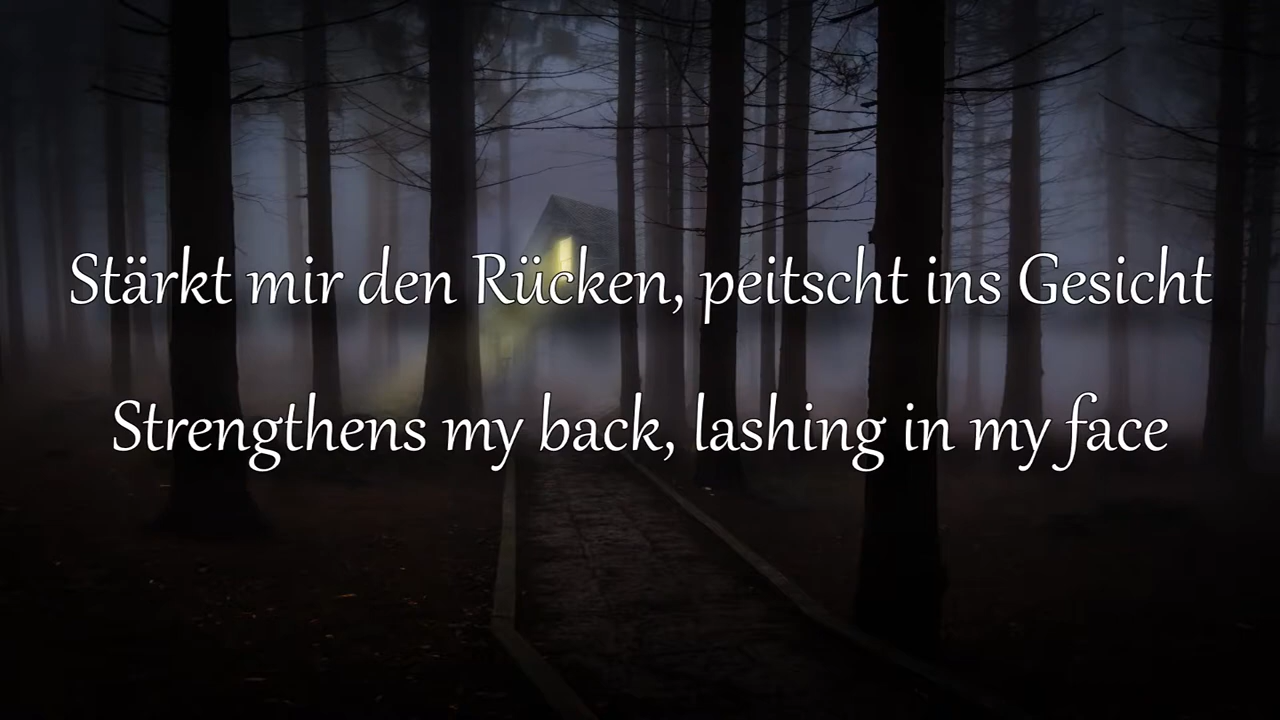 Stärkt mir den Rücken, peitscht ins Gesicht
Strengthens my back, lashing in my face